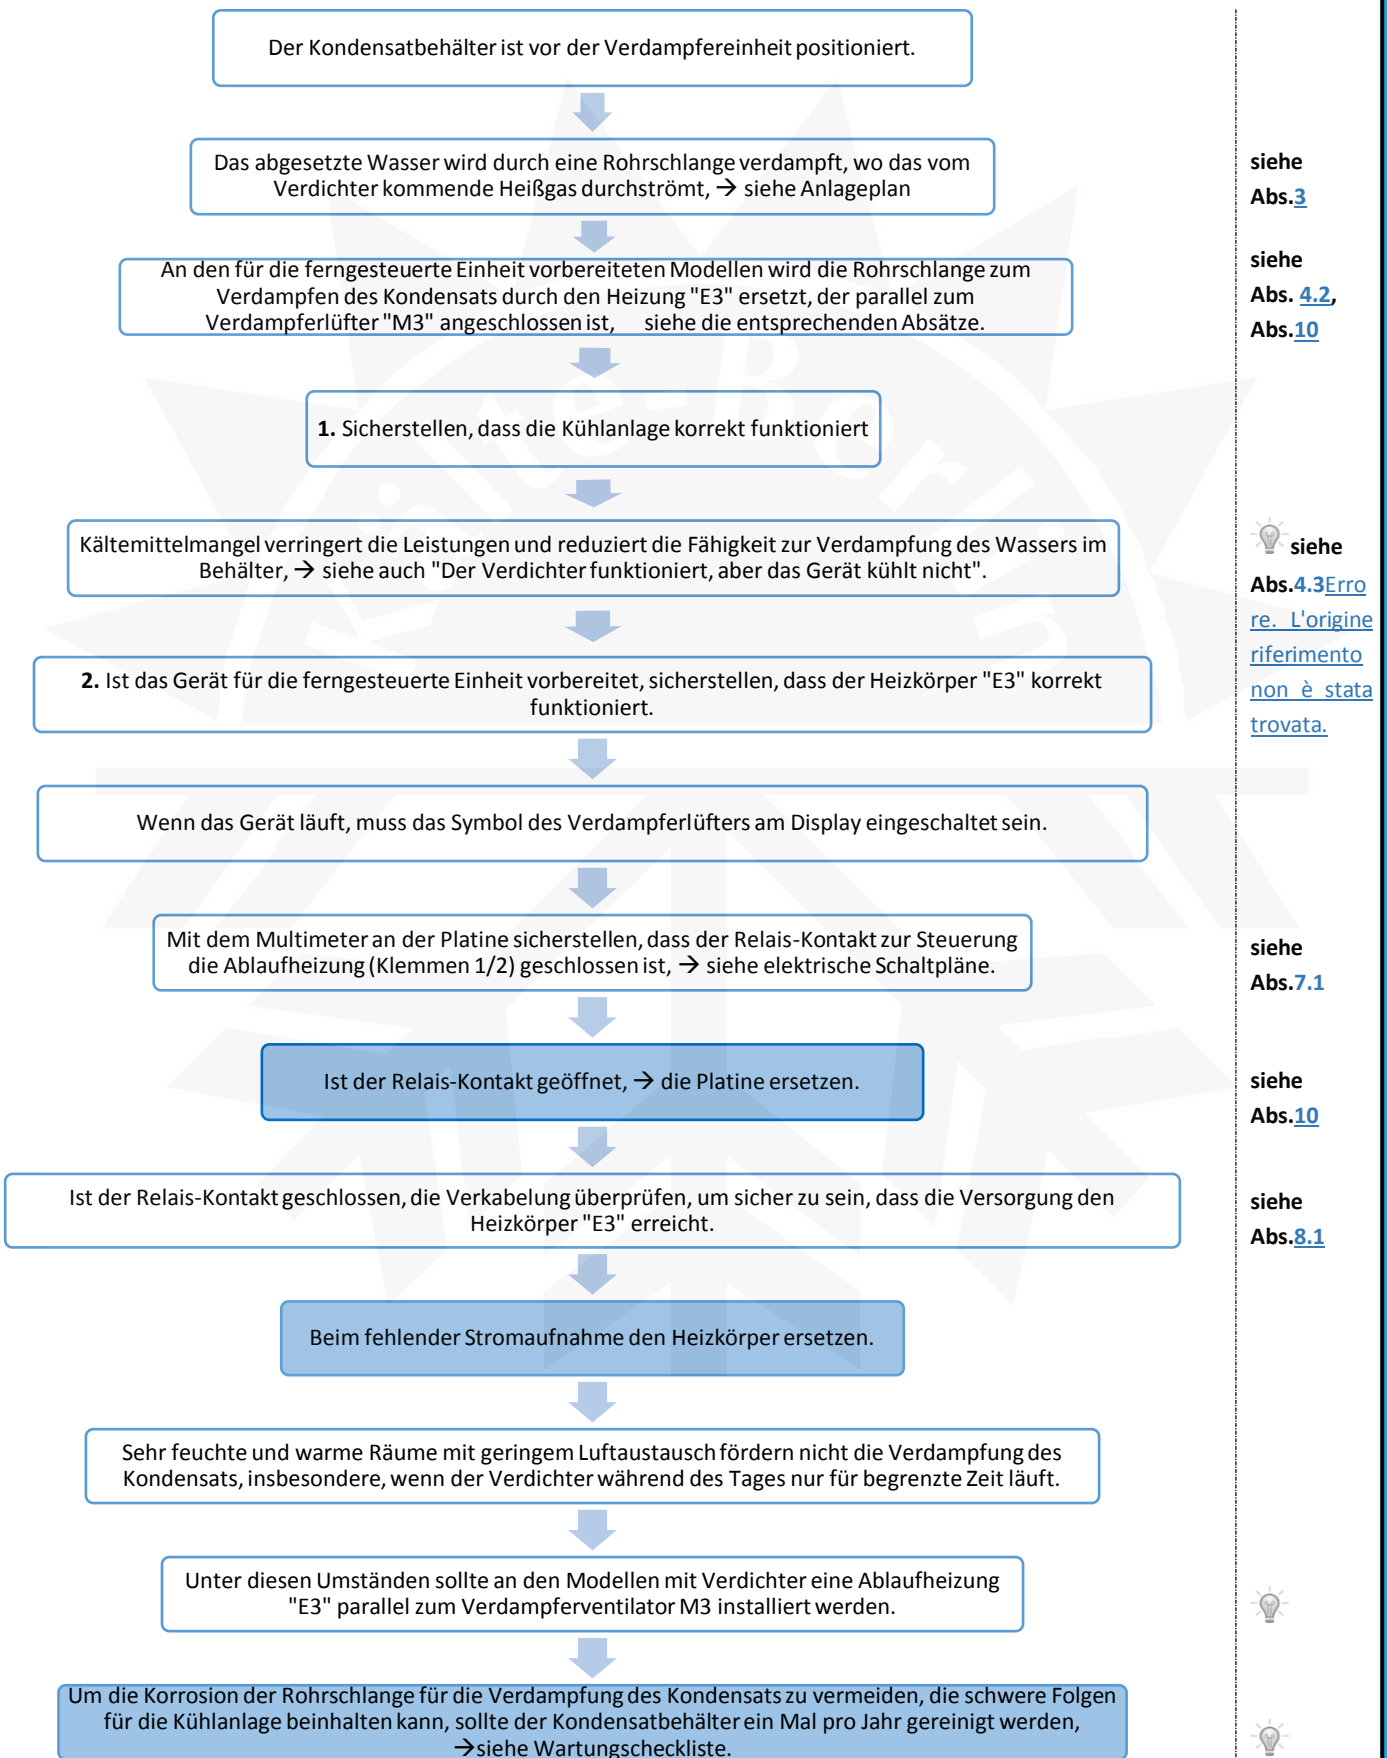 Der Kondensatbehälter ist vor der Verdampfereinheit positioniert.
Das abgesetzte Wasser wird durch eine Rohrschlange verdampft, wo das vom
Verdichter kommende Heißgas durchströmt, → siehe Anlageplan
siehe
Abs.3
An den für die ferngesteuerte Einheit vorbereiteten Modellen wird die Rohrschlange zum
Verdampfen des Kondensats durch den Heizung "E3" ersetzt, der parallel zum
Verdampferlüfter "M3" angeschlossen ist, siehe die entsprechenden Absätze.
siehe
Abs. 4.2,
Abs.10
1. Sicherstellen, dass die Kühlanlage korrekt funktioniert
Kältemittelmangel verringert die Leistungen und reduziert die Fähigkeit zur Verdampfung des Wassers im
Behälter, → siehe auch "Der Verdichter funktioniert, aber das Gerät kühlt nicht".
siehe
Abs.4.3Erro
re. L'origine
riferimento
non è stata
trovata.
2. Ist das Gerät für die ferngesteuerte Einheit vorbereitet, sicherstellen, dass der Heizkörper "E3" korrekt
funktioniert.
Wenn das Gerät läuft, muss das Symbol des Verdampferlüfters am Display eingeschaltet sein.
Mit dem Multimeter an der Platine sicherstellen, dass der Relais-Kontakt zur Steuerung
die Ablaufheizung (Klemmen 1/2) geschlossen ist, → siehe elektrische Schaltpläne.
siehe
Abs.7.1
Ist der Relais-Kontakt geöffnet, → die Platine ersetzen.
siehe
Abs.10
Ist der Relais-Kontakt geschlossen, die Verkabelung überprüfen, um sicher zu sein, dass die Versorgung den
Heizkörper "E3" erreicht.
siehe
Abs.8.1
Beim fehlender Stromaufnahme den Heizkörper ersetzen.
Sehr feuchte und warme Räume mit geringem Luftaustausch fördern nicht die Verdampfung des
Kondensats, insbesondere, wenn der Verdichter während des Tages nur für begrenzte Zeit läuft.
Unter diesen Umständen sollte an den Modellen mit Verdichter eine Ablaufheizung
"E3" parallel zum Verdampferventilator M3 installiert werden.
Um die Korrosion der Rohrschlange für die Verdampfung des Kondensats zu vermeiden, die schwere Folgen
für die Kühlanlage beinhalten kann, sollte der Kondensatbehälter ein Mal pro Jahr gereinigt werden,
→siehe Wartungscheckliste.
Kälte-Berlin